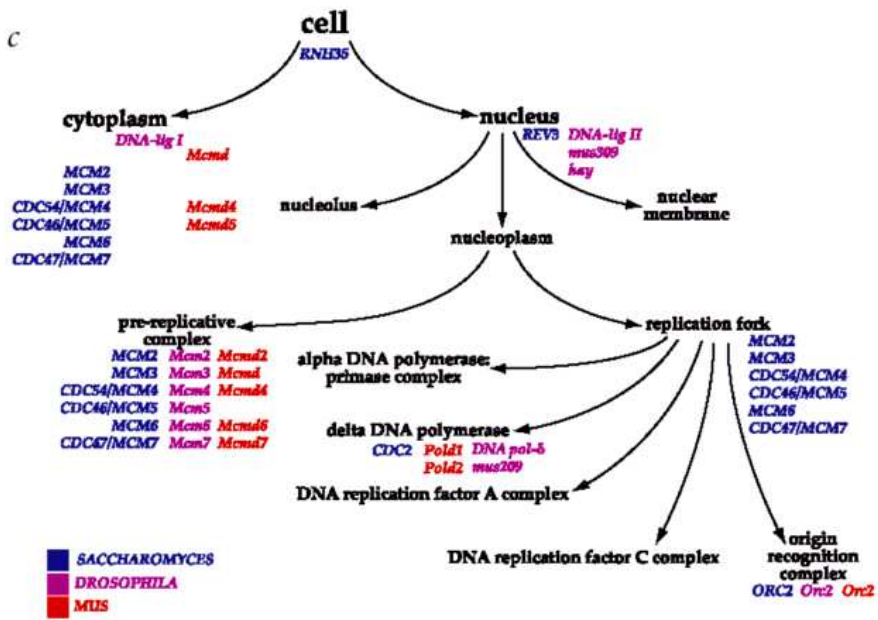 c
cell
RNH35
cytoplasm
DNA-lig I
Mcmd
MCM2
MCM3
CDC54/MCM4 Mcmd4
CDC46/MCM5 Mcmd5
MCM6
CDC47/MCM7
nucleus
REV3 DNA-lig II
mus309
hay
nucleolus
nuclear
membrane
nucleoplasm
pre-replicative
complex
MCM2 Mcm2 Mcmd2
MCM3 Mcm3 Mcmd
CDC54/MCM4 Mcm4 Mcmd4
CDC46/MCM5 Mcm5
MCM6 Mcm6 Mcmd6
CDC47/MCM7 Mcm7 Mcmd7
replication fork
MCM2
MCM3
CDC54/MCM4
CDC46/MCM5
MCM6
CDC47/MCM7
alpha DNA polymerase:
primase complex
delta DNA polymerase
CDC2 Pold1 DNA pol-δ
Pold2 mus209
DNA replication factor A complex
DNA replication factor C complex
origin
recognition
complex
ORC2 Orc2 Orc2
SACCHAROMYCES
DROSOPHILA
MUS